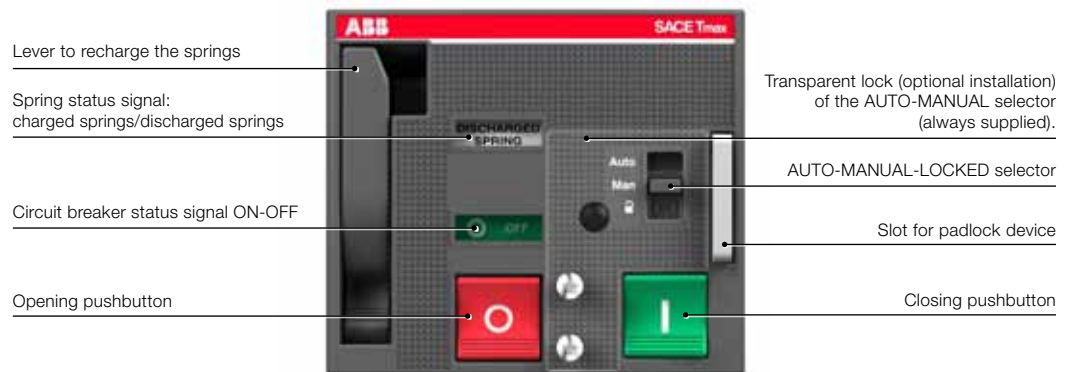 ABB
SACE Tmax
Lever to recharge the springs
Spring status signal:
charged springs/discharged springs
Circuit breaker status signal ON-OFF
Opening pushbutton
DISCHARGED
SPRING
Auto
Man
OFF
O
I
Transparent lock (optional installation)
of the AUTO-MANUAL selector
(always supplied).
AUTO-MANUAL-LOCKED selector
Slot for padlock device
Closing pushbutton